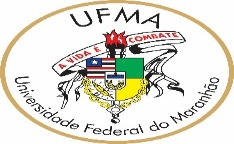 UFMA
A VIDA É COMBATE
Universidade Federal do Maranhão